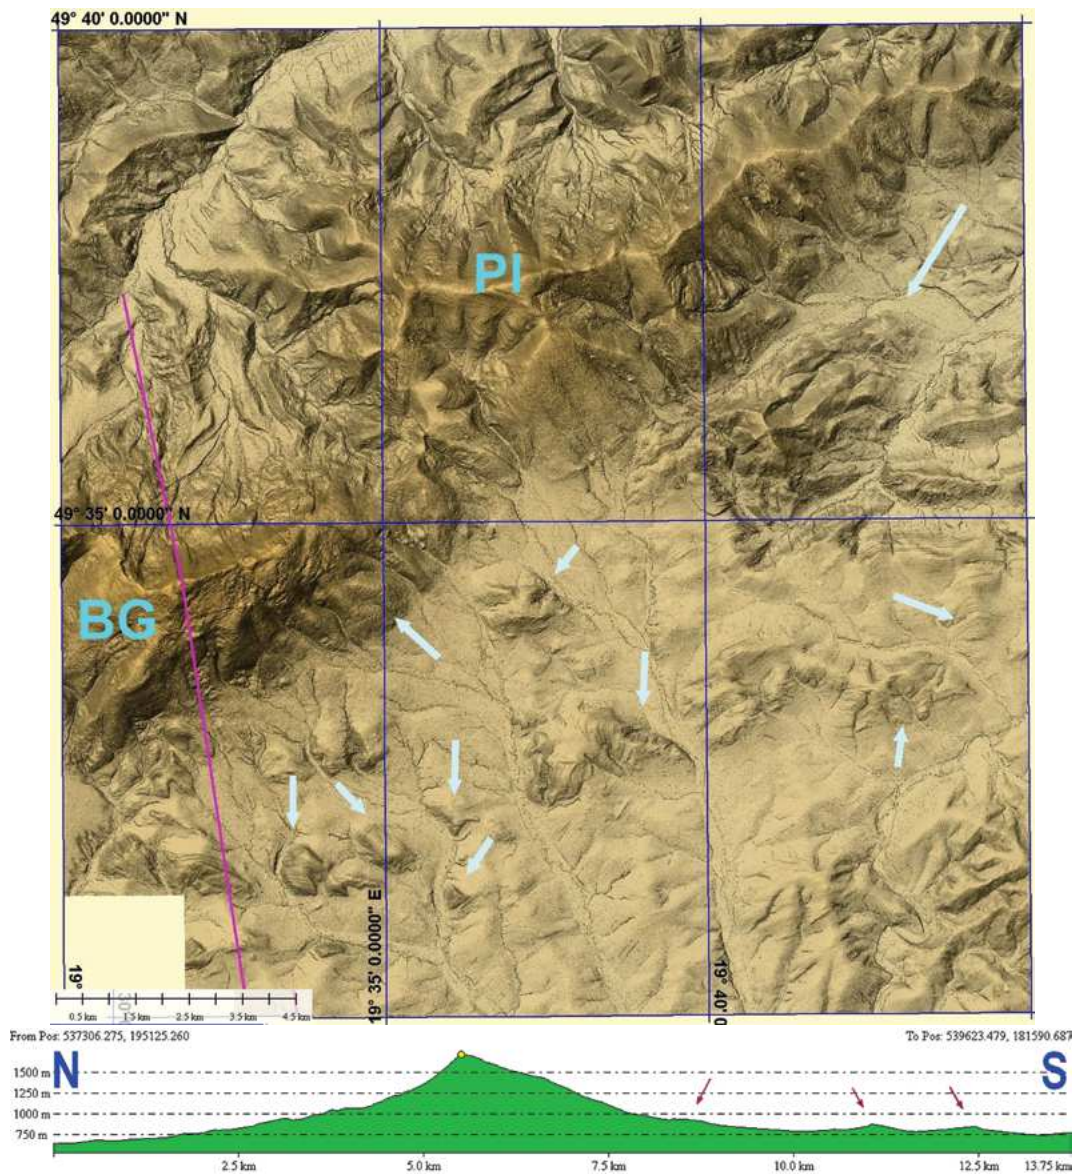 49° 40' 0.0000" N
PI
49° 35' 0.0000" N
BG
19° 35' 0.0000" E
19° 40' 0
19°
30'
0.5 km 1.5 km 2.5 km 3.5 km 4.5 km
From Pos: 537306.275, 195125.260 To Pos: 539623.479, 181590.687
N S
1500 m
1250 m
1000 m
750 m
2.5 km 5.0 km 7.5 km 10.0 km 12.5 km 13.75 km